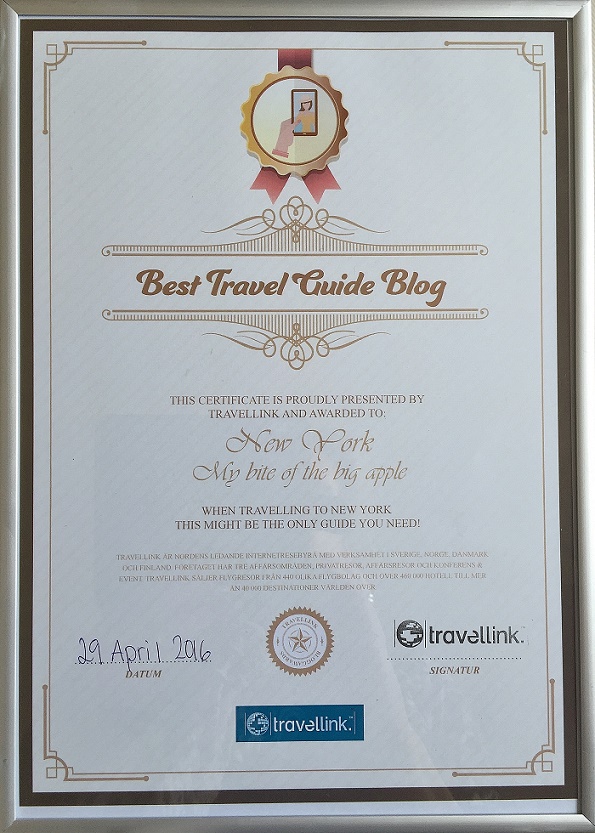 Best Travel Guide Blog
THIS CERTIFICATE IS PROUDLY PRESENTED BY
TRAVELLINK AND AWARDED TO:
New York
My bite of the big apple
WHEN TRAVELLING TO NEW YORK
THIS MIGHT BE THE ONLY GUIDE YOU NEED!
TRAVELLINK ÄR NORDENS LEDANDE INTERNETRESEBYRÅ MED VERKSAMHET I SVERIGE, NORGE, DANMARK
OCH FINLAND. FÖRETAGET HAR TRE AFFÄRSOMRÅDEN, PRIVATRESOR, AFFÄRSRESOR OCH KONFERENS &
EVENT. TRAVELLINK SÄLJER FLYGRESOR FRÅN 440 OLIKA FLYGBOLAG OCH ÖVER 400 000 HOTELL TILL MER
ÄN 40 000 DESTINATIONER VÄRLDEN ÖVER
29 April 2016
DATUM
TRAVELLINK
BLOGAWARDS
travellink.
SIGNATUR
travellink.